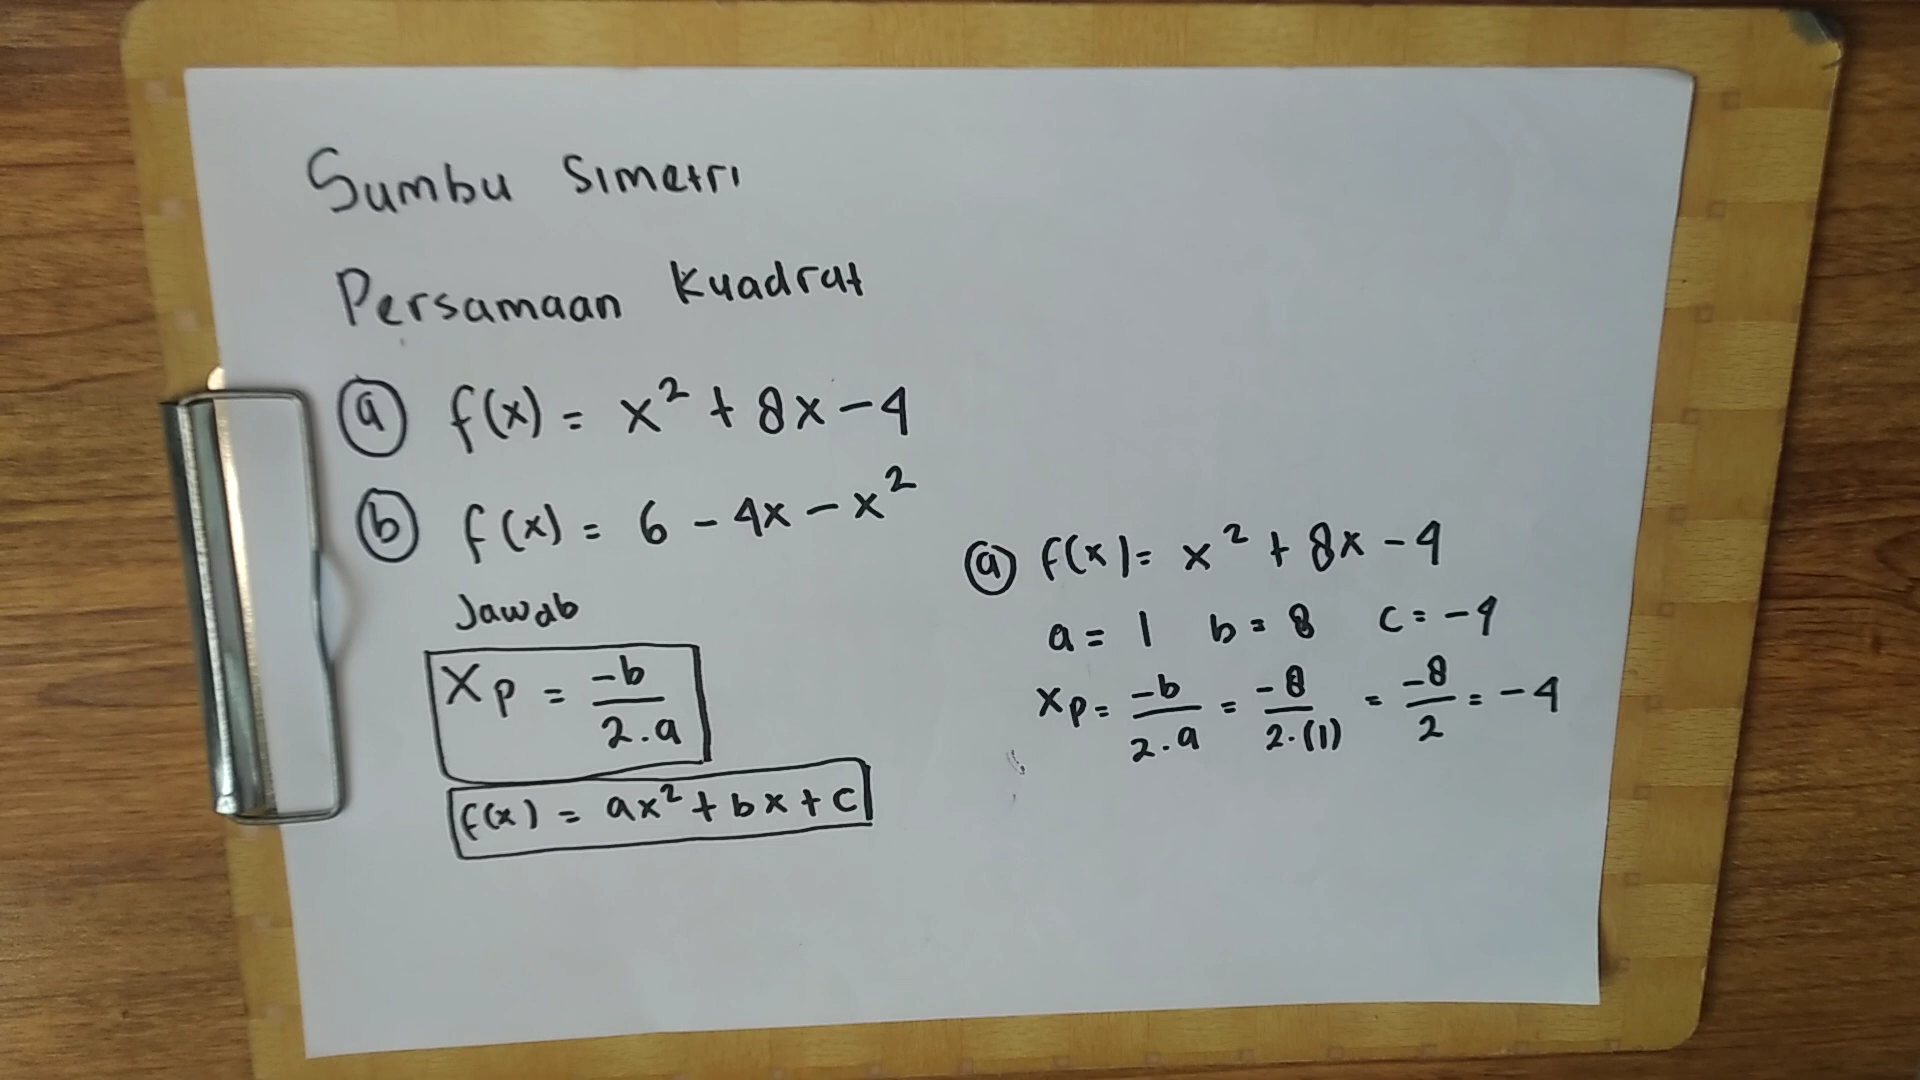 Sumbu Simetri
Persamaan Kuadrat
ⓐ f(x) = x² + 8x - 4
ⓑ f(x) = 6 - 4x - x²
Jawab
Xp = -b / 2.a
f(x) = ax² + bx + c
ⓐ f(x) = x² + 8x - 4
a = 1 b = 8 c = -4
Xp = -b / 2.a = -8 / 2.(1) = -8 / 2 = -4